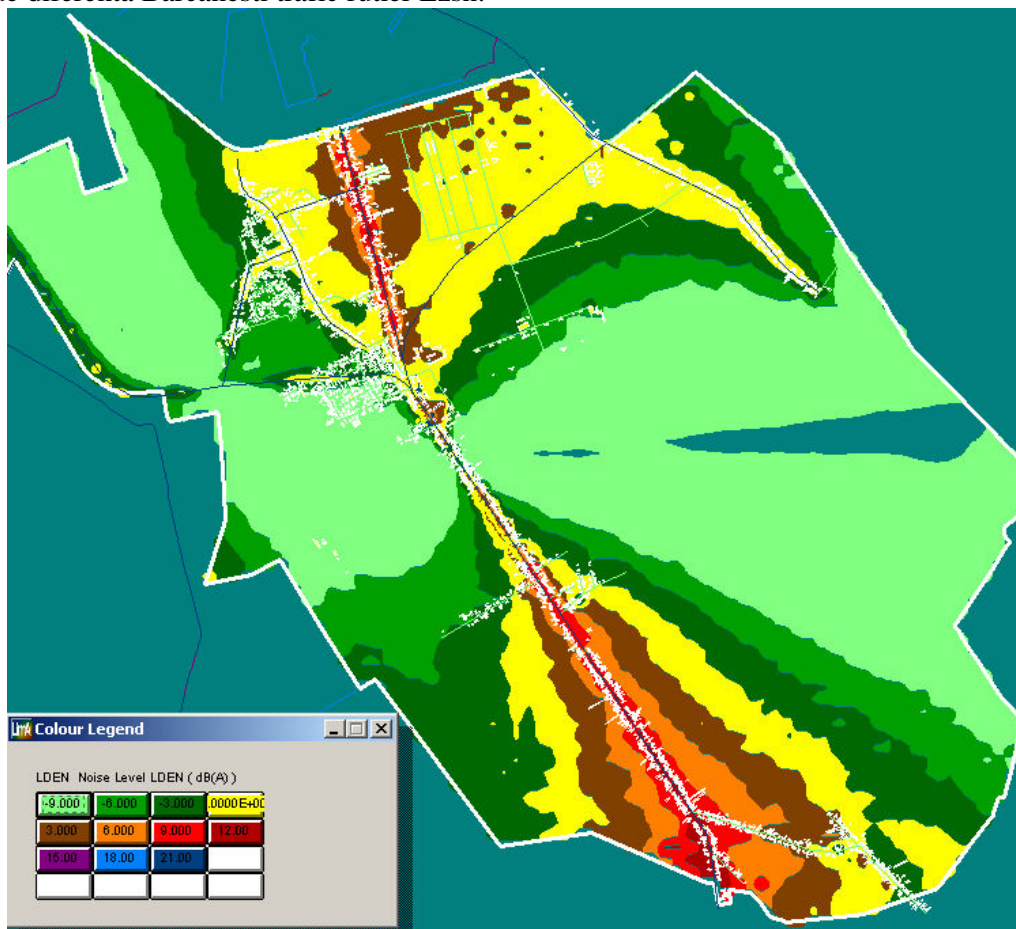 Colour Legend
LDEN Noise Level LDEN ( dB(A) )
-9.000 -6.000 -3.000 .0000E+00
3.000 6.000 9.000 12.00
15.00 18.00 21.00